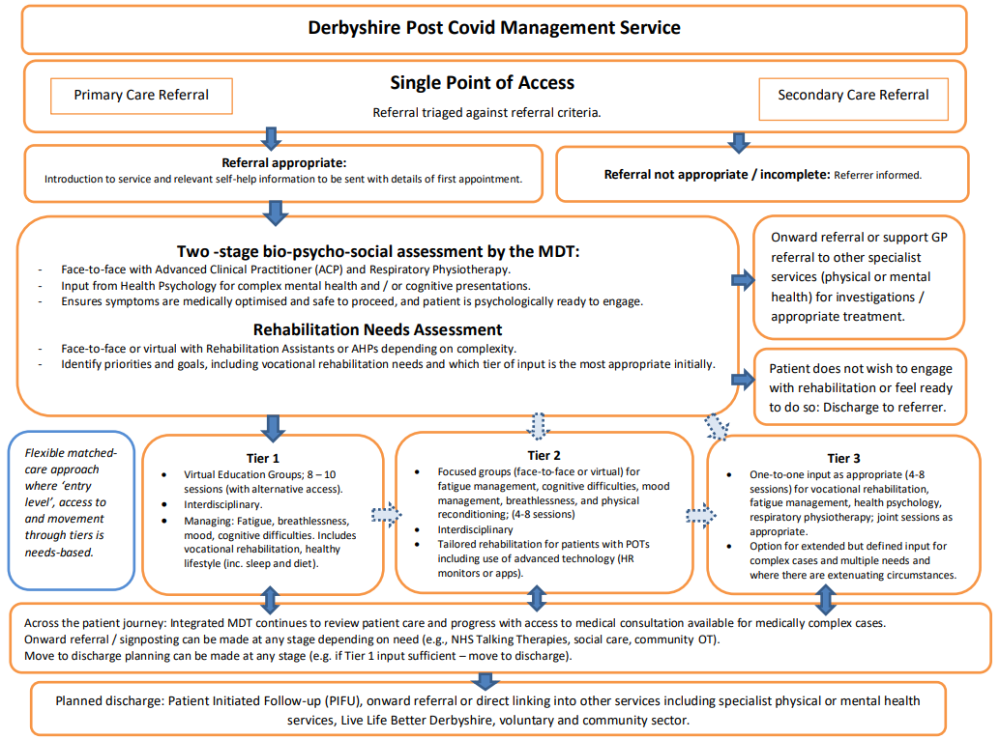 Derbyshire Post Covid Management Service
Single Point of Access
Primary Care Referral
Secondary Care Referral
Referral triaged against referral criteria.
Referral appropriate:
Introduction to service and relevant self-help information to be sent with details of first appointment.
Referral not appropriate / incomplete: Referrer informed.
Two -stage bio-psycho-social assessment by the MDT:
- Face-to-face with Advanced Clinical Practitioner (ACP) and Respiratory Physiotherapy.
- Input from Health Psychology for complex mental health and / or cognitive presentations.
- Ensures symptoms are medically optimised and safe to proceed, and patient is psychologically ready to engage.
Rehabilitation Needs Assessment
- Face-to-face or virtual with Rehabilitation Assistants or AHPs depending on complexity.
- Identify priorities and goals, including vocational rehabilitation needs and which tier of input is the most appropriate initially.
Onward referral or support GP
referral to other specialist
services (physical or mental
health) for investigations /
appropriate treatment.
Patient does not wish to engage
with rehabilitation or feel ready
to do so: Discharge to referrer.
Flexible matched-
care approach
where ‘entry
level’, access to
and movement
through tiers is
needs-based.
Tier 1
• Virtual Education Groups; 8 – 10
sessions (with alternative access).
• Interdisciplinary.
• Managing: Fatigue, breathlessness,
mood, cognitive difficulties. Includes
vocational rehabilitation, healthy
lifestyle (inc. sleep and diet).
Tier 2
• Focused groups (face-to-face or virtual) for
fatigue management, cognitive difficulties, mood
management, breathlessness, and physical
reconditioning; (4-8 sessions)
• Interdisciplinary
• Tailored rehabilitation for patients with POTs
including use of advanced technology (HR
monitors or apps).
Tier 3
• One-to-one input as appropriate (4-8
sessions) for vocational rehabilitation,
fatigue management, health psychology,
respiratory physiotherapy; joint sessions as
appropriate.
• Option for extended but defined input for
complex cases and multiple needs and
where there are extenuating circumstances.
Across the patient journey: Integrated MDT continues to review patient care and progress with access to medical consultation available for medically complex cases.
Onward referral / signposting can be made at any stage depending on need (e.g., NHS Talking Therapies, social care, community OT).
Move to discharge planning can be made at any stage (e.g. if Tier 1 input sufficient – move to discharge).
Planned discharge: Patient Initiated Follow-up (PIFU), onward referral or direct linking into other services including specialist physical or mental health
services, Live Life Better Derbyshire, voluntary and community sector.